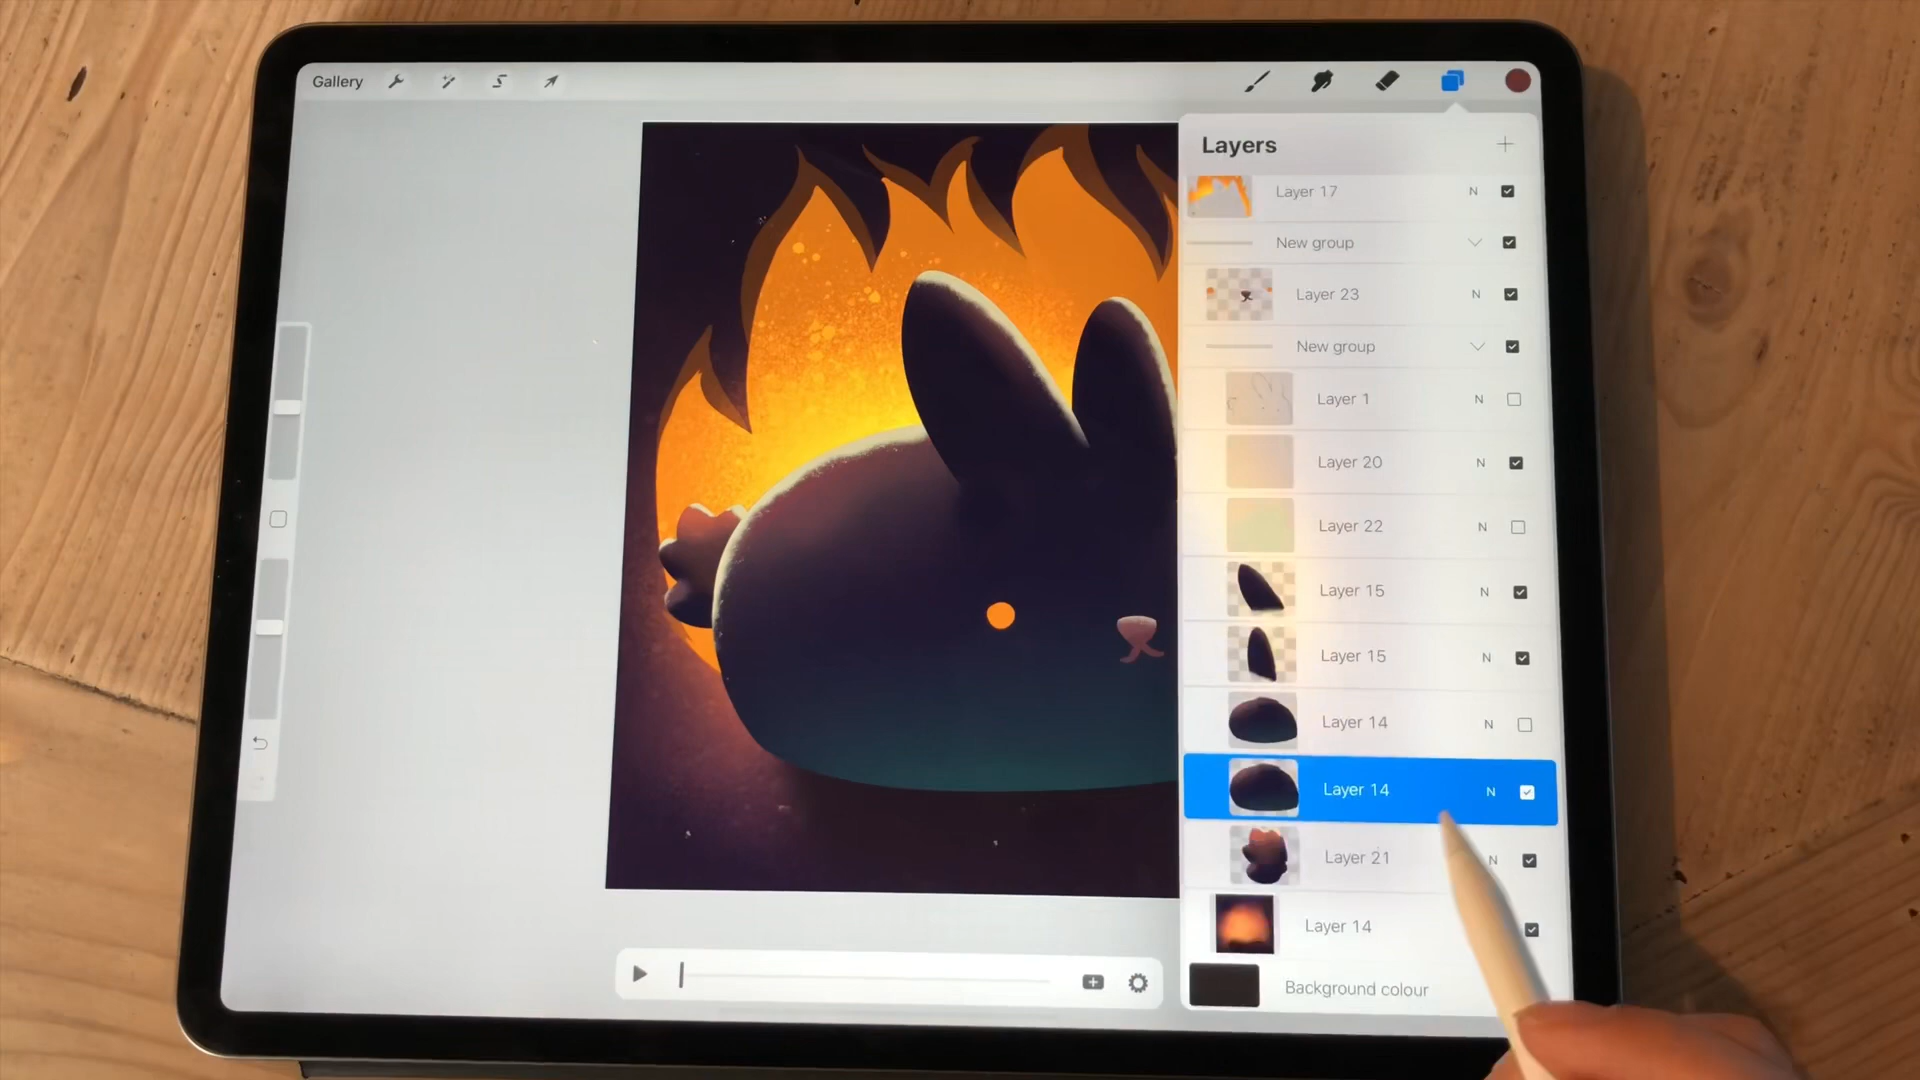 Gallery
Layers
Layer 17 N
New group
Layer 23 N
New group
Layer 1 N
Layer 20 N
Layer 22 N
Layer 15 N
Layer 15 N
Layer 14 N
Layer 14 N
Layer 21 N
Layer 14
Background colour